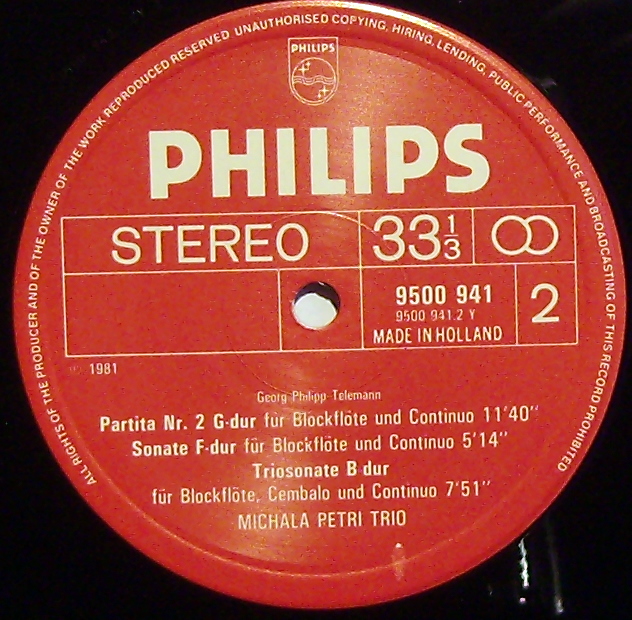 ALL RIGHTS OF THE PRODUCER AND OF THE OWNER OF THE WORK REPRODUCED RESERVED UNAUTHORISED COPYING, HIRING, LENDING, PUBLIC PERFORMANCE AND BROADCASTING OF THIS RECORD PROHIBITED
PHILIPS
PHILIPS
STEREO
33 1/3
9500 941
9500 941.2 Y
MADE IN HOLLAND
2
1981
Georg Philipp Telemann
Partita Nr. 2 G-dur für Blockflöte und Continuo 11'40"
Sonate F-dur für Blockflöte und Continuo 5'14"
Triosonate B dur
für Blockflöte, Cembalo und Continuo 7'51"
MICHALA PETRI TRIO